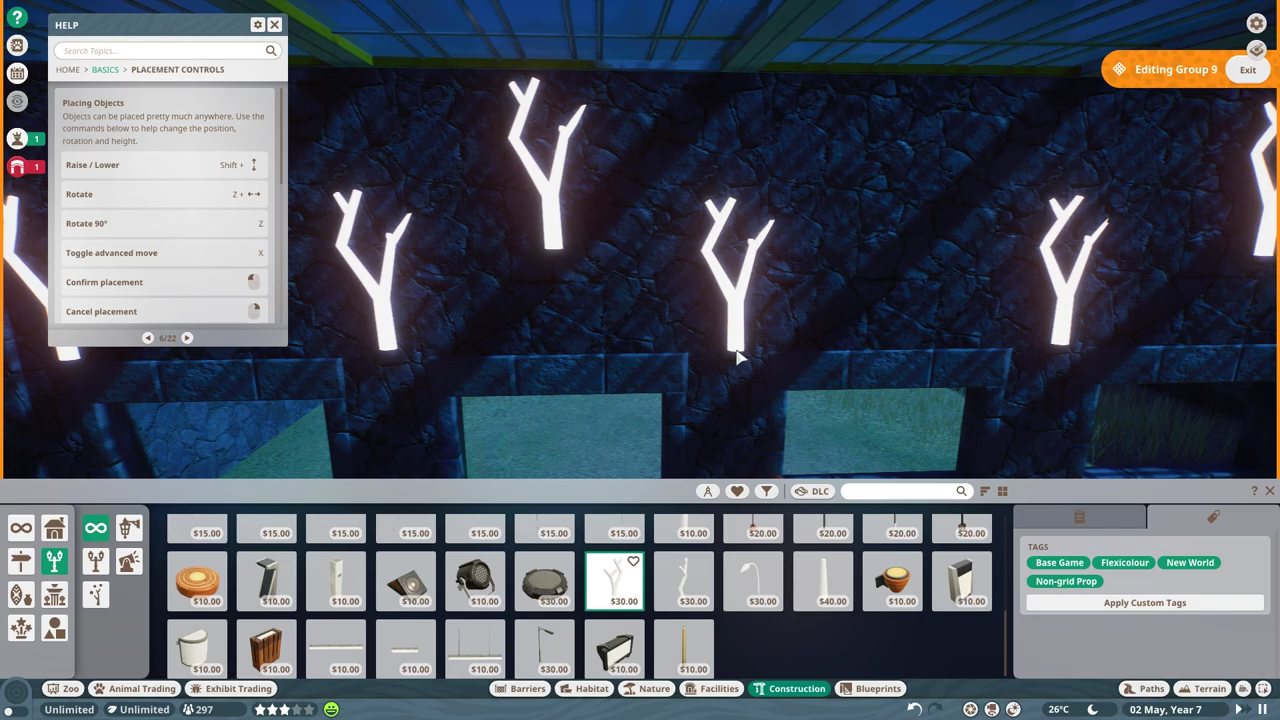 HELP
Search Topics...
HOME > BASICS > PLACEMENT CONTROLS
Placing Objects
Objects can be placed pretty much anywhere. Use the
commands below to help change the position,
rotation and height.
Raise / Lower Shift +
Rotate Z +
Rotate 90° Z
Toggle advanced move X
Confirm placement
Cancel placement
6/22
1
1
Editing Group 9
Exit
DLC
$15.00 $15.00 $15.00 $15.00 $15.00 $15.00 $15.00 $10.00 $20.00 $20.00 $20.00 $20.00
$10.00 $10.00 $10.00 $10.00 $10.00 $30.00 $30.00 $30.00 $30.00 $40.00 $10.00 $10.00
$10.00 $10.00 $10.00 $10.00 $10.00 $30.00 $10.00 $10.00
TAGS
Base Game Flexicolour New World
Non-grid Prop
Apply Custom Tags
Zoo Animal Trading Exhibit Trading Barriers Habitat Nature Facilities Construction Blueprints Paths Terrain
Unlimited Unlimited 297 26°C 02 May, Year 7